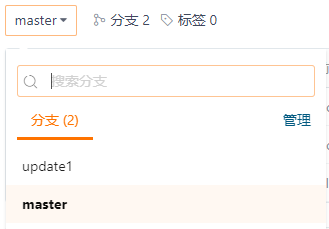 master 分支 2 标签 0
搜索分支
分支 (2) 管理
update1
master